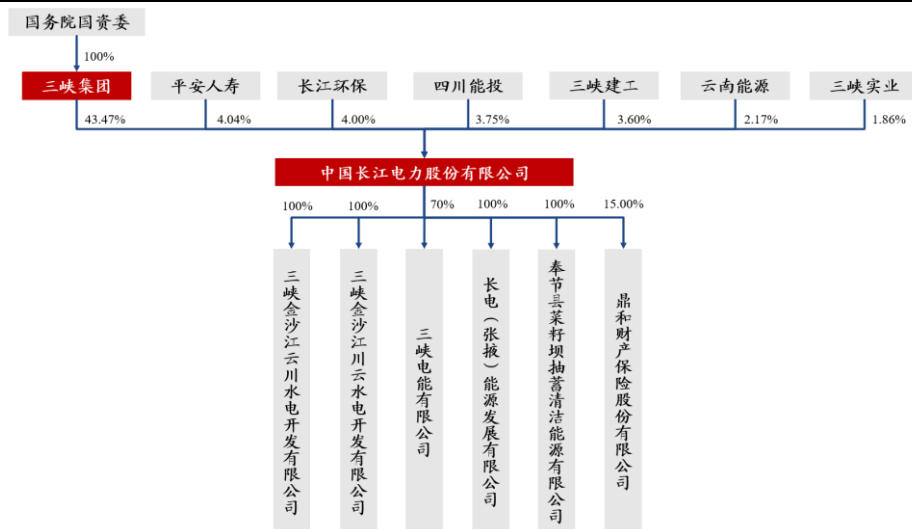 国务院国资委
100%
三峡集团
平安人寿
长江环保
四川能投
三峡建工
云南能源
三峡实业
43.47%
4.04%
4.00%
3.75%
3.60%
2.17%
1.86%
中国长江电力股份有限公司
100%
100%
70%
100%
100%
15.00%
三峡金沙江云川水电开发有限公司
三峡金沙江川云水电开发有限公司
三峡电能有限公司
长电（张掖）能源发展有限公司
奉节县菜籽坝抽蓄清洁能源有限公司
鼎和财产保险股份有限公司